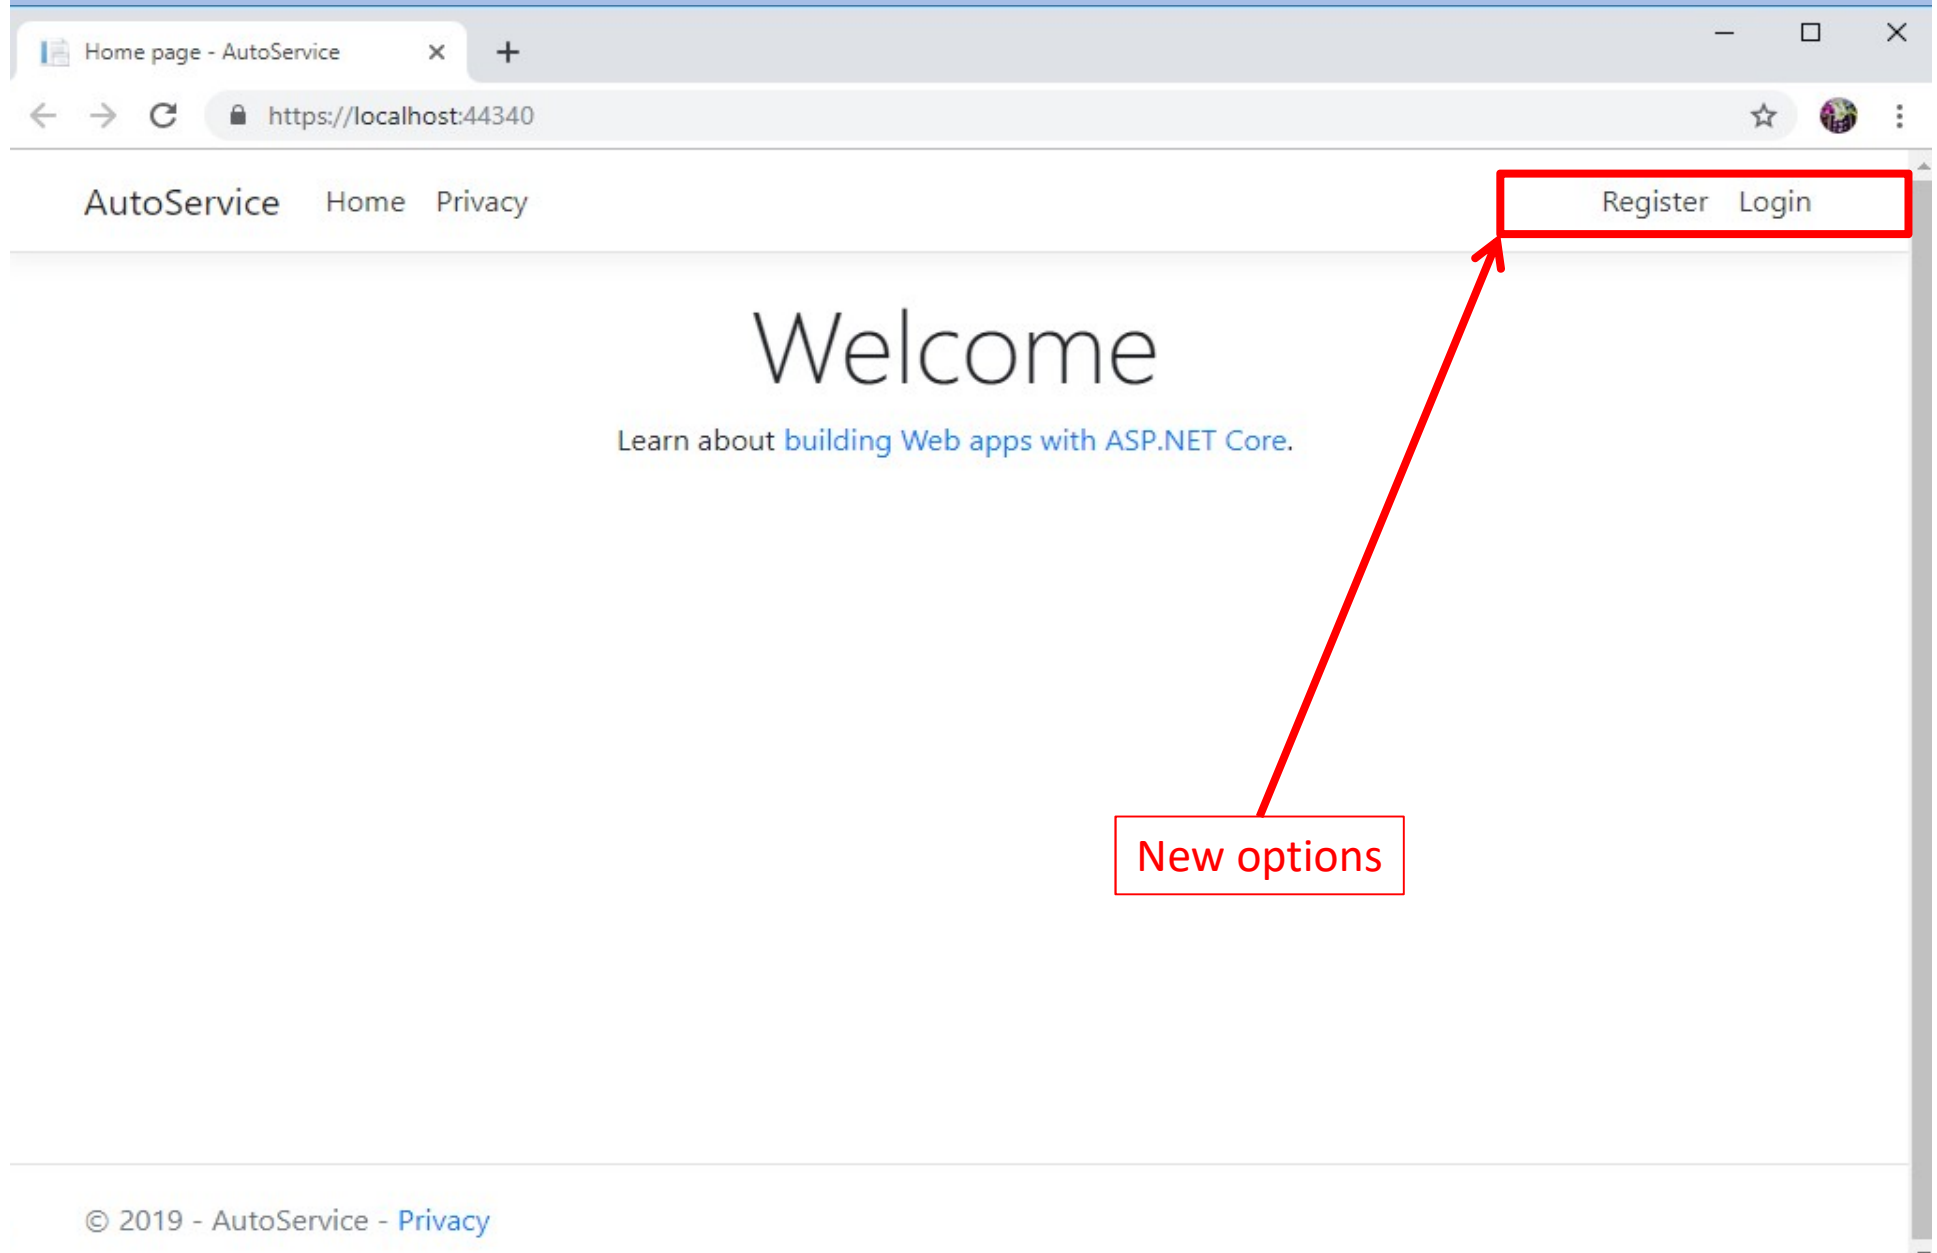 Home page - AutoService
https://localhost:44340
AutoService Home Privacy Register Login
Welcome
Learn about building Web apps with ASP.NET Core.
New options
© 2019 - AutoService - Privacy